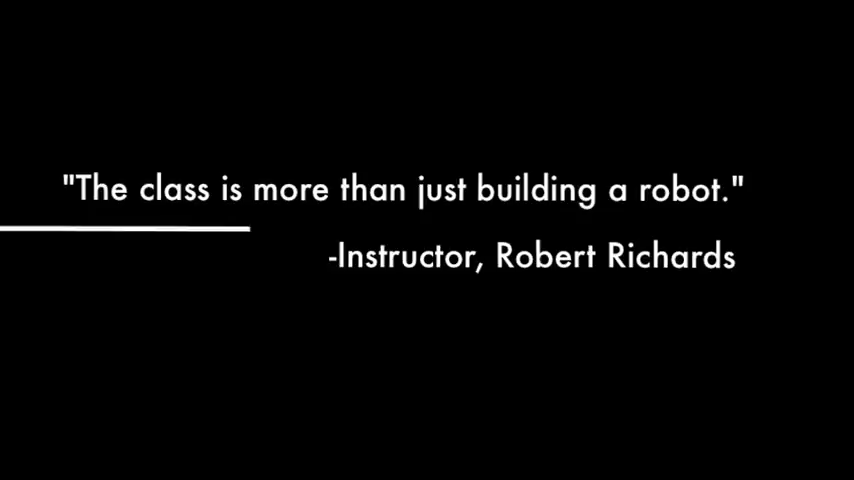 "The class is more than just building a robot."
-Instructor, Robert Richards